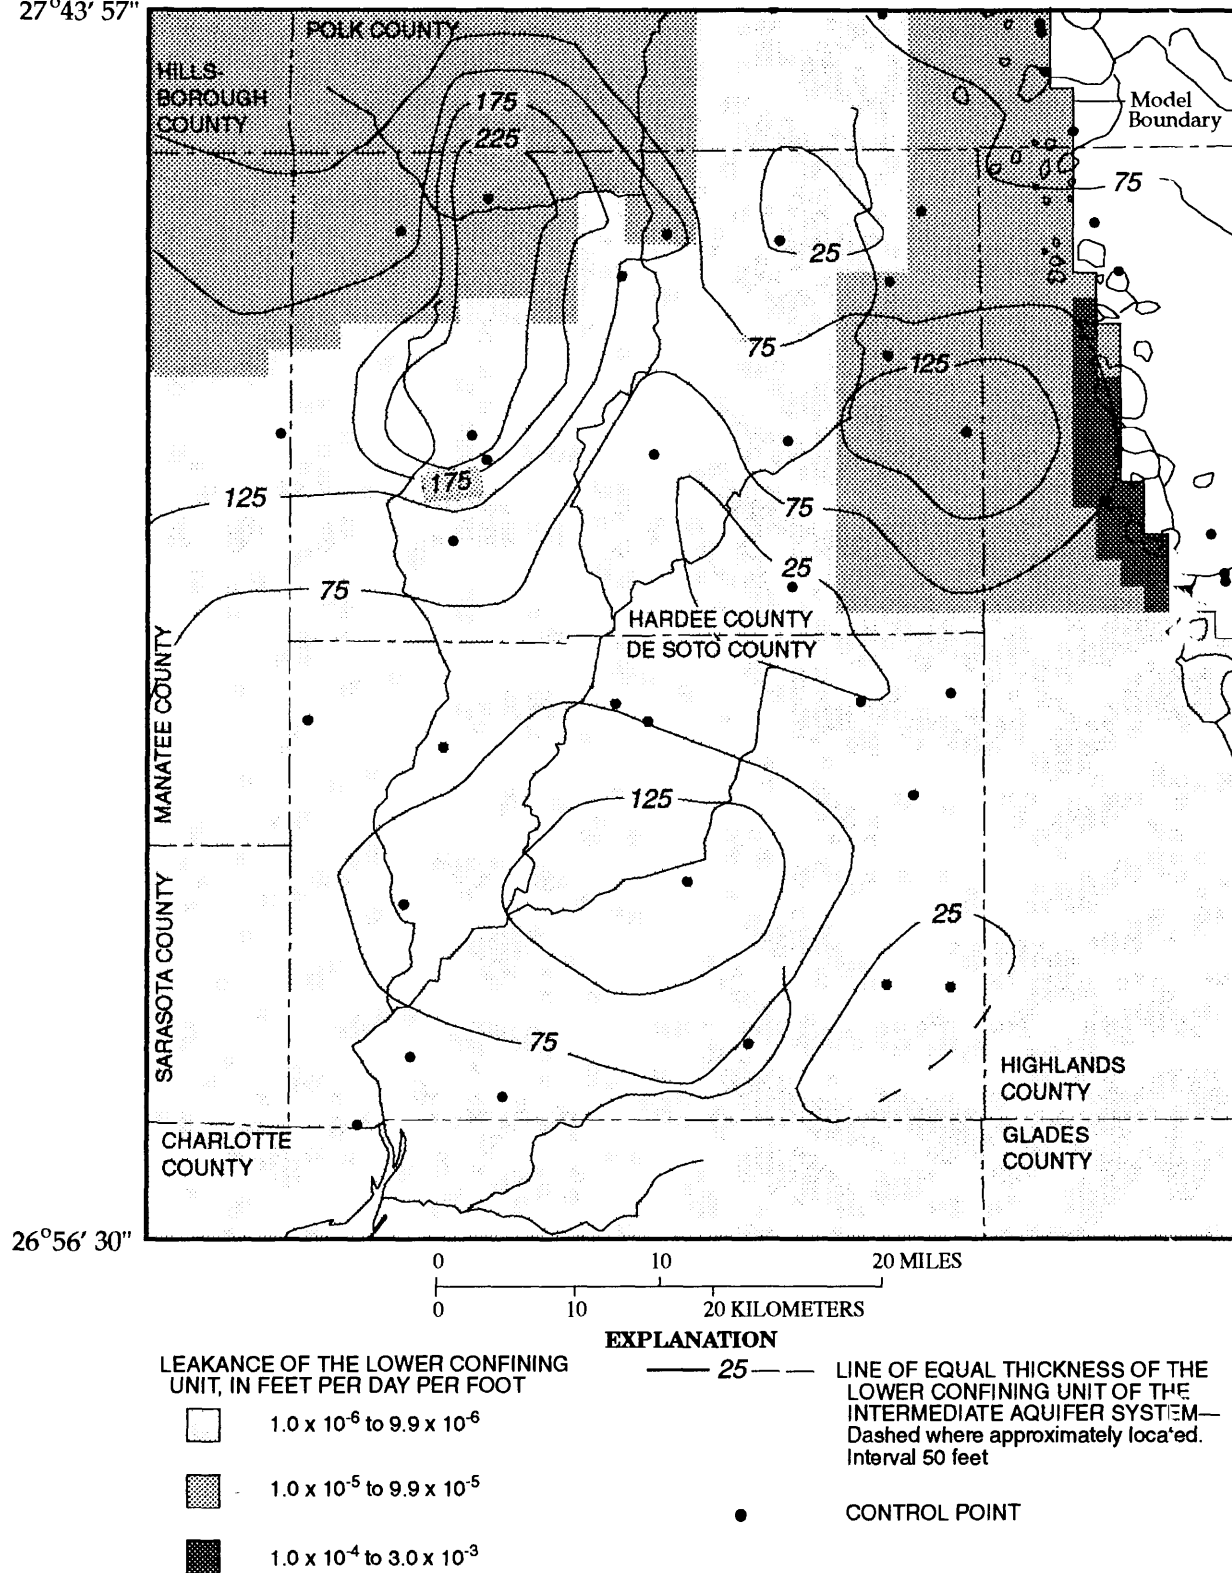 27°43′ 57"
POLK COUNTY
HILLS-
BOROUGH
COUNTY
175
225
Model
Boundary
75
25
75
125
175
125
75
25
75
HARDEE COUNTY
DE SOTO COUNTY
MANATEE COUNTY
125
25
SARASOTA COUNTY
75
HIGHLANDS
COUNTY
CHARLOTTE
COUNTY
GLADES
COUNTY
26°56′ 30"
0 10 20 MILES
0 10 20 KILOMETERS
EXPLANATION
LEAKANCE OF THE LOWER CONFINING
UNIT, IN FEET PER DAY PER FOOT
1.0 x 10⁻⁶ to 9.9 x 10⁻⁶
1.0 x 10⁻⁵ to 9.9 x 10⁻⁵
1.0 x 10⁻⁴ to 3.0 x 10⁻³
25
LINE OF EQUAL THICKNESS OF THE
LOWER CONFINING UNIT OF THE
INTERMEDIATE AQUIFER SYSTEM—
Dashed where approximately located.
Interval 50 feet
CONTROL POINT